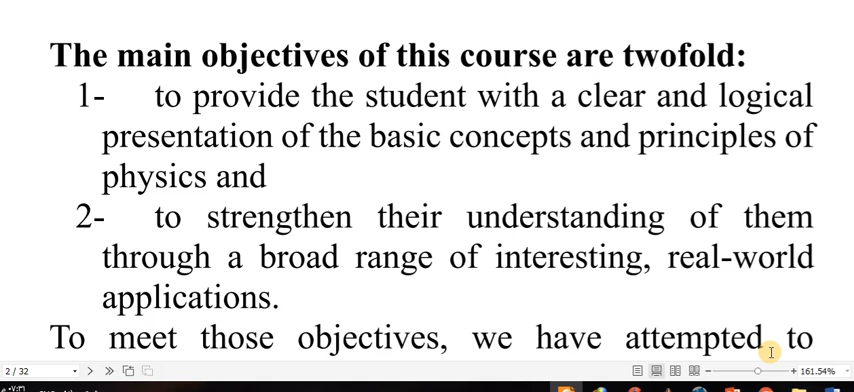 The main objectives of this course are twofold:
1- to provide the student with a clear and logical
presentation of the basic concepts and principles of
physics and
2- to strengthen their understanding of them
through a broad range of interesting, real-world
applications.
To meet those objectives, we have attempted to
2 / 32
161.54%